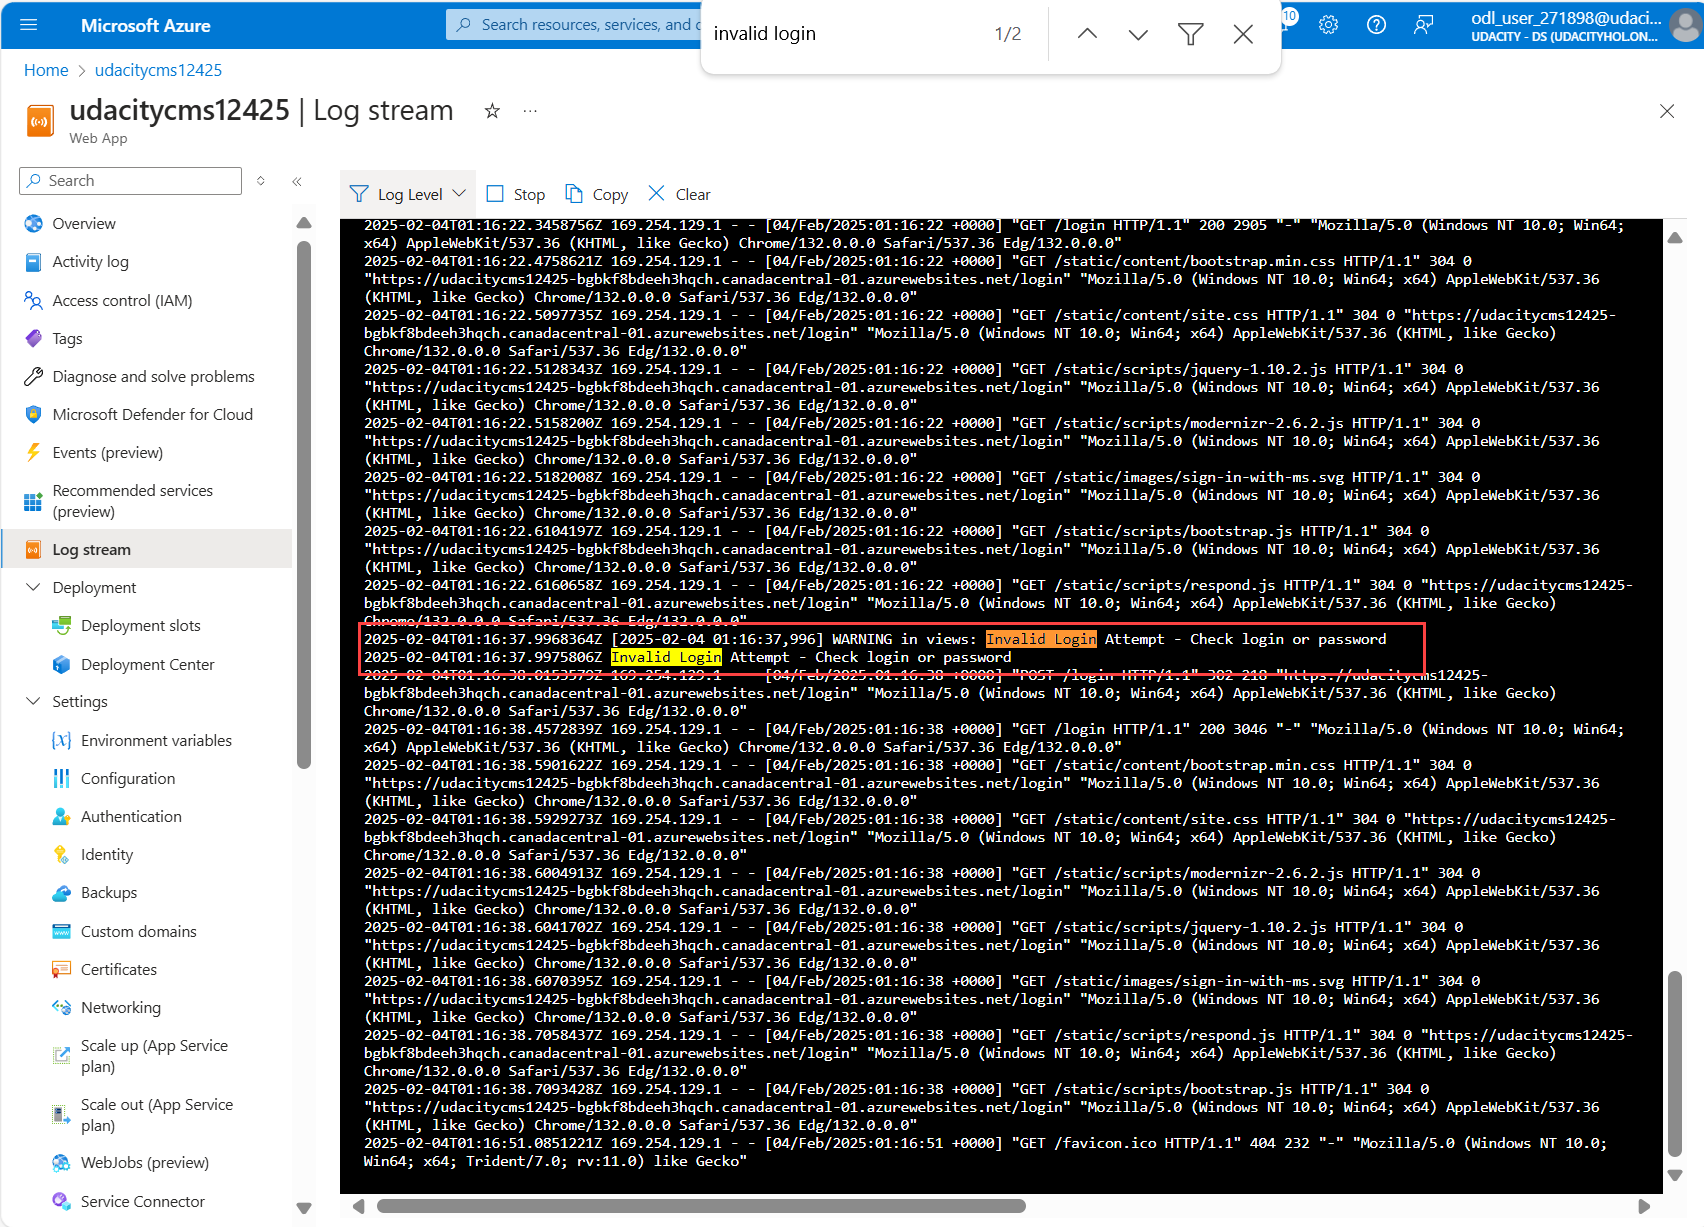 Microsoft Azure
Search resources, services, and
invalid login
1/2
10
odl_user_271898@udaci...
UDACITY - DS (UDACITYHOL.ON...
Home > udacitycms12425
udacitycms12425 | Log stream
Web App
Search
Log Level
Stop
Copy
Clear
Overview
Activity log
Access control (IAM)
Tags
Diagnose and solve problems
Microsoft Defender for Cloud
Events (preview)
Recommended services
(preview)
Log stream
Deployment
Deployment slots
Deployment Center
Settings
Environment variables
Configuration
Authentication
Identity
Backups
Custom domains
Certificates
Networking
Scale up (App Service
plan)
Scale out (App Service
plan)
WebJobs (preview)
Service Connector
2025-02-04T01:16:22.3458756Z 169.254.129.1 - - [04/Feb/2025:01:16:22 +0000] "GET /login HTTP/1.1" 200 2905 "-" "Mozilla/5.0 (Windows NT 10.0; Win64;
x64) AppleWebKit/537.36 (KHTML, like Gecko) Chrome/132.0.0.0 Safari/537.36 Edg/132.0.0.0"
2025-02-04T01:16:22.4758621Z 169.254.129.1 - - [04/Feb/2025:01:16:22 +0000] "GET /static/content/bootstrap.min.css HTTP/1.1" 304 0
"https://udacitycms12425-bgbkf8bdeeh3hqch.canadacentral-01.azurewebsites.net/login" "Mozilla/5.0 (Windows NT 10.0; Win64; x64) AppleWebKit/537.36
(KHTML, like Gecko) Chrome/132.0.0.0 Safari/537.36 Edg/132.0.0.0"
2025-02-04T01:16:22.5097735Z 169.254.129.1 - - [04/Feb/2025:01:16:22 +0000] "GET /static/content/site.css HTTP/1.1" 304 0 "https://udacitycms12425-
bgbkf8bdeeh3hqch.canadacentral-01.azurewebsites.net/login" "Mozilla/5.0 (Windows NT 10.0; Win64; x64) AppleWebKit/537.36 (KHTML, like Gecko)
Chrome/132.0.0.0 Safari/537.36 Edg/132.0.0.0"
2025-02-04T01:16:22.5128343Z 169.254.129.1 - - [04/Feb/2025:01:16:22 +0000] "GET /static/scripts/jquery-1.10.2.js HTTP/1.1" 304 0
"https://udacitycms12425-bgbkf8bdeeh3hqch.canadacentral-01.azurewebsites.net/login" "Mozilla/5.0 (Windows NT 10.0; Win64; x64) AppleWebKit/537.36
(KHTML, like Gecko) Chrome/132.0.0.0 Safari/537.36 Edg/132.0.0.0"
2025-02-04T01:16:22.5158200Z 169.254.129.1 - - [04/Feb/2025:01:16:22 +0000] "GET /static/scripts/modernizr-2.6.2.js HTTP/1.1" 304 0
"https://udacitycms12425-bgbkf8bdeeh3hqch.canadacentral-01.azurewebsites.net/login" "Mozilla/5.0 (Windows NT 10.0; Win64; x64) AppleWebKit/537.36
(KHTML, like Gecko) Chrome/132.0.0.0 Safari/537.36 Edg/132.0.0.0"
2025-02-04T01:16:22.5182008Z 169.254.129.1 - - [04/Feb/2025:01:16:22 +0000] "GET /static/images/sign-in-with-ms.svg HTTP/1.1" 304 0
"https://udacitycms12425-bgbkf8bdeeh3hqch.canadacentral-01.azurewebsites.net/login" "Mozilla/5.0 (Windows NT 10.0; Win64; x64) AppleWebKit/537.36
(KHTML, like Gecko) Chrome/132.0.0.0 Safari/537.36 Edg/132.0.0.0"
2025-02-04T01:16:22.6104197Z 169.254.129.1 - - [04/Feb/2025:01:16:22 +0000] "GET /static/scripts/bootstrap.js HTTP/1.1" 304 0
"https://udacitycms12425-bgbkf8bdeeh3hqch.canadacentral-01.azurewebsites.net/login" "Mozilla/5.0 (Windows NT 10.0; Win64; x64) AppleWebKit/537.36
(KHTML, like Gecko) Chrome/132.0.0.0 Safari/537.36 Edg/132.0.0.0"
2025-02-04T01:16:22.6160658Z 169.254.129.1 - - [04/Feb/2025:01:16:22 +0000] "GET /static/scripts/respond.js HTTP/1.1" 304 0 "https://udacitycms12425-
bgbkf8bdeeh3hqch.canadacentral-01.azurewebsites.net/login" "Mozilla/5.0 (Windows NT 10.0; Win64; x64) AppleWebKit/537.36 (KHTML, like Gecko)
Chrome/132.0.0.0 Safari/537.36 Edg/132.0.0.0"
2025-02-04T01:16:37.9968364Z [2025-02-04 01:16:37,996] WARNING in views: Invalid Login Attempt - Check login or password
2025-02-04T01:16:37.9975806Z Invalid Login Attempt - Check login or password
2025-02-04T01:16:38.0153579Z 169.254.129.1 - - [04/Feb/2025:01:16:38 +0000] "POST /login HTTP/1.1" 302 218 "https://udacitycms12425-
bgbkf8bdeeh3hqch.canadacentral-01.azurewebsites.net/login" "Mozilla/5.0 (Windows NT 10.0; Win64; x64) AppleWebKit/537.36 (KHTML, like Gecko)
Chrome/132.0.0.0 Safari/537.36 Edg/132.0.0.0"
2025-02-04T01:16:38.4572839Z 169.254.129.1 - - [04/Feb/2025:01:16:38 +0000] "GET /login HTTP/1.1" 200 3046 "-" "Mozilla/5.0 (Windows NT 10.0; Win64;
x64) AppleWebKit/537.36 (KHTML, like Gecko) Chrome/132.0.0.0 Safari/537.36 Edg/132.0.0.0"
2025-02-04T01:16:38.5901622Z 169.254.129.1 - - [04/Feb/2025:01:16:38 +0000] "GET /static/content/bootstrap.min.css HTTP/1.1" 304 0
"https://udacitycms12425-bgbkf8bdeeh3hqch.canadacentral-01.azurewebsites.net/login" "Mozilla/5.0 (Windows NT 10.0; Win64; x64) AppleWebKit/537.36
(KHTML, like Gecko) Chrome/132.0.0.0 Safari/537.36 Edg/132.0.0.0"
2025-02-04T01:16:38.5929273Z 169.254.129.1 - - [04/Feb/2025:01:16:38 +0000] "GET /static/content/site.css HTTP/1.1" 304 0 "https://udacitycms12425-
bgbkf8bdeeh3hqch.canadacentral-01.azurewebsites.net/login" "Mozilla/5.0 (Windows NT 10.0; Win64; x64) AppleWebKit/537.36 (KHTML, like Gecko)
Chrome/132.0.0.0 Safari/537.36 Edg/132.0.0.0"
2025-02-04T01:16:38.6004913Z 169.254.129.1 - - [04/Feb/2025:01:16:38 +0000] "GET /static/scripts/modernizr-2.6.2.js HTTP/1.1" 304 0
"https://udacitycms12425-bgbkf8bdeeh3hqch.canadacentral-01.azurewebsites.net/login" "Mozilla/5.0 (Windows NT 10.0; Win64; x64) AppleWebKit/537.36
(KHTML, like Gecko) Chrome/132.0.0.0 Safari/537.36 Edg/132.0.0.0"
2025-02-04T01:16:38.6041702Z 169.254.129.1 - - [04/Feb/2025:01:16:38 +0000] "GET /static/scripts/jquery-1.10.2.js HTTP/1.1" 304 0
"https://udacitycms12425-bgbkf8bdeeh3hqch.canadacentral-01.azurewebsites.net/login" "Mozilla/5.0 (Windows NT 10.0; Win64; x64) AppleWebKit/537.36
(KHTML, like Gecko) Chrome/132.0.0.0 Safari/537.36 Edg/132.0.0.0"
2025-02-04T01:16:38.6070395Z 169.254.129.1 - - [04/Feb/2025:01:16:38 +0000] "GET /static/images/sign-in-with-ms.svg HTTP/1.1" 304 0
"https://udacitycms12425-bgbkf8bdeeh3hqch.canadacentral-01.azurewebsites.net/login" "Mozilla/5.0 (Windows NT 10.0; Win64; x64) AppleWebKit/537.36
(KHTML, like Gecko) Chrome/132.0.0.0 Safari/537.36 Edg/132.0.0.0"
2025-02-04T01:16:38.7058437Z 169.254.129.1 - - [04/Feb/2025:01:16:38 +0000] "GET /static/scripts/respond.js HTTP/1.1" 304 0 "https://udacitycms12425-
bgbkf8bdeeh3hqch.canadacentral-01.azurewebsites.net/login" "Mozilla/5.0 (Windows NT 10.0; Win64; x64) AppleWebKit/537.36 (KHTML, like Gecko)
Chrome/132.0.0.0 Safari/537.36 Edg/132.0.0.0"
2025-02-04T01:16:38.7093428Z 169.254.129.1 - - [04/Feb/2025:01:16:38 +0000] "GET /static/scripts/bootstrap.js HTTP/1.1" 304 0
"https://udacitycms12425-bgbkf8bdeeh3hqch.canadacentral-01.azurewebsites.net/login" "Mozilla/5.0 (Windows NT 10.0; Win64; x64) AppleWebKit/537.36
(KHTML, like Gecko) Chrome/132.0.0.0 Safari/537.36 Edg/132.0.0.0"
2025-02-04T01:16:51.0851221Z 169.254.129.1 - - [04/Feb/2025:01:16:51 +0000] "GET /favicon.ico HTTP/1.1" 404 232 "-" "Mozilla/5.0 (Windows NT 10.0;
Win64; x64; Trident/7.0; rv:11.0) like Gecko"